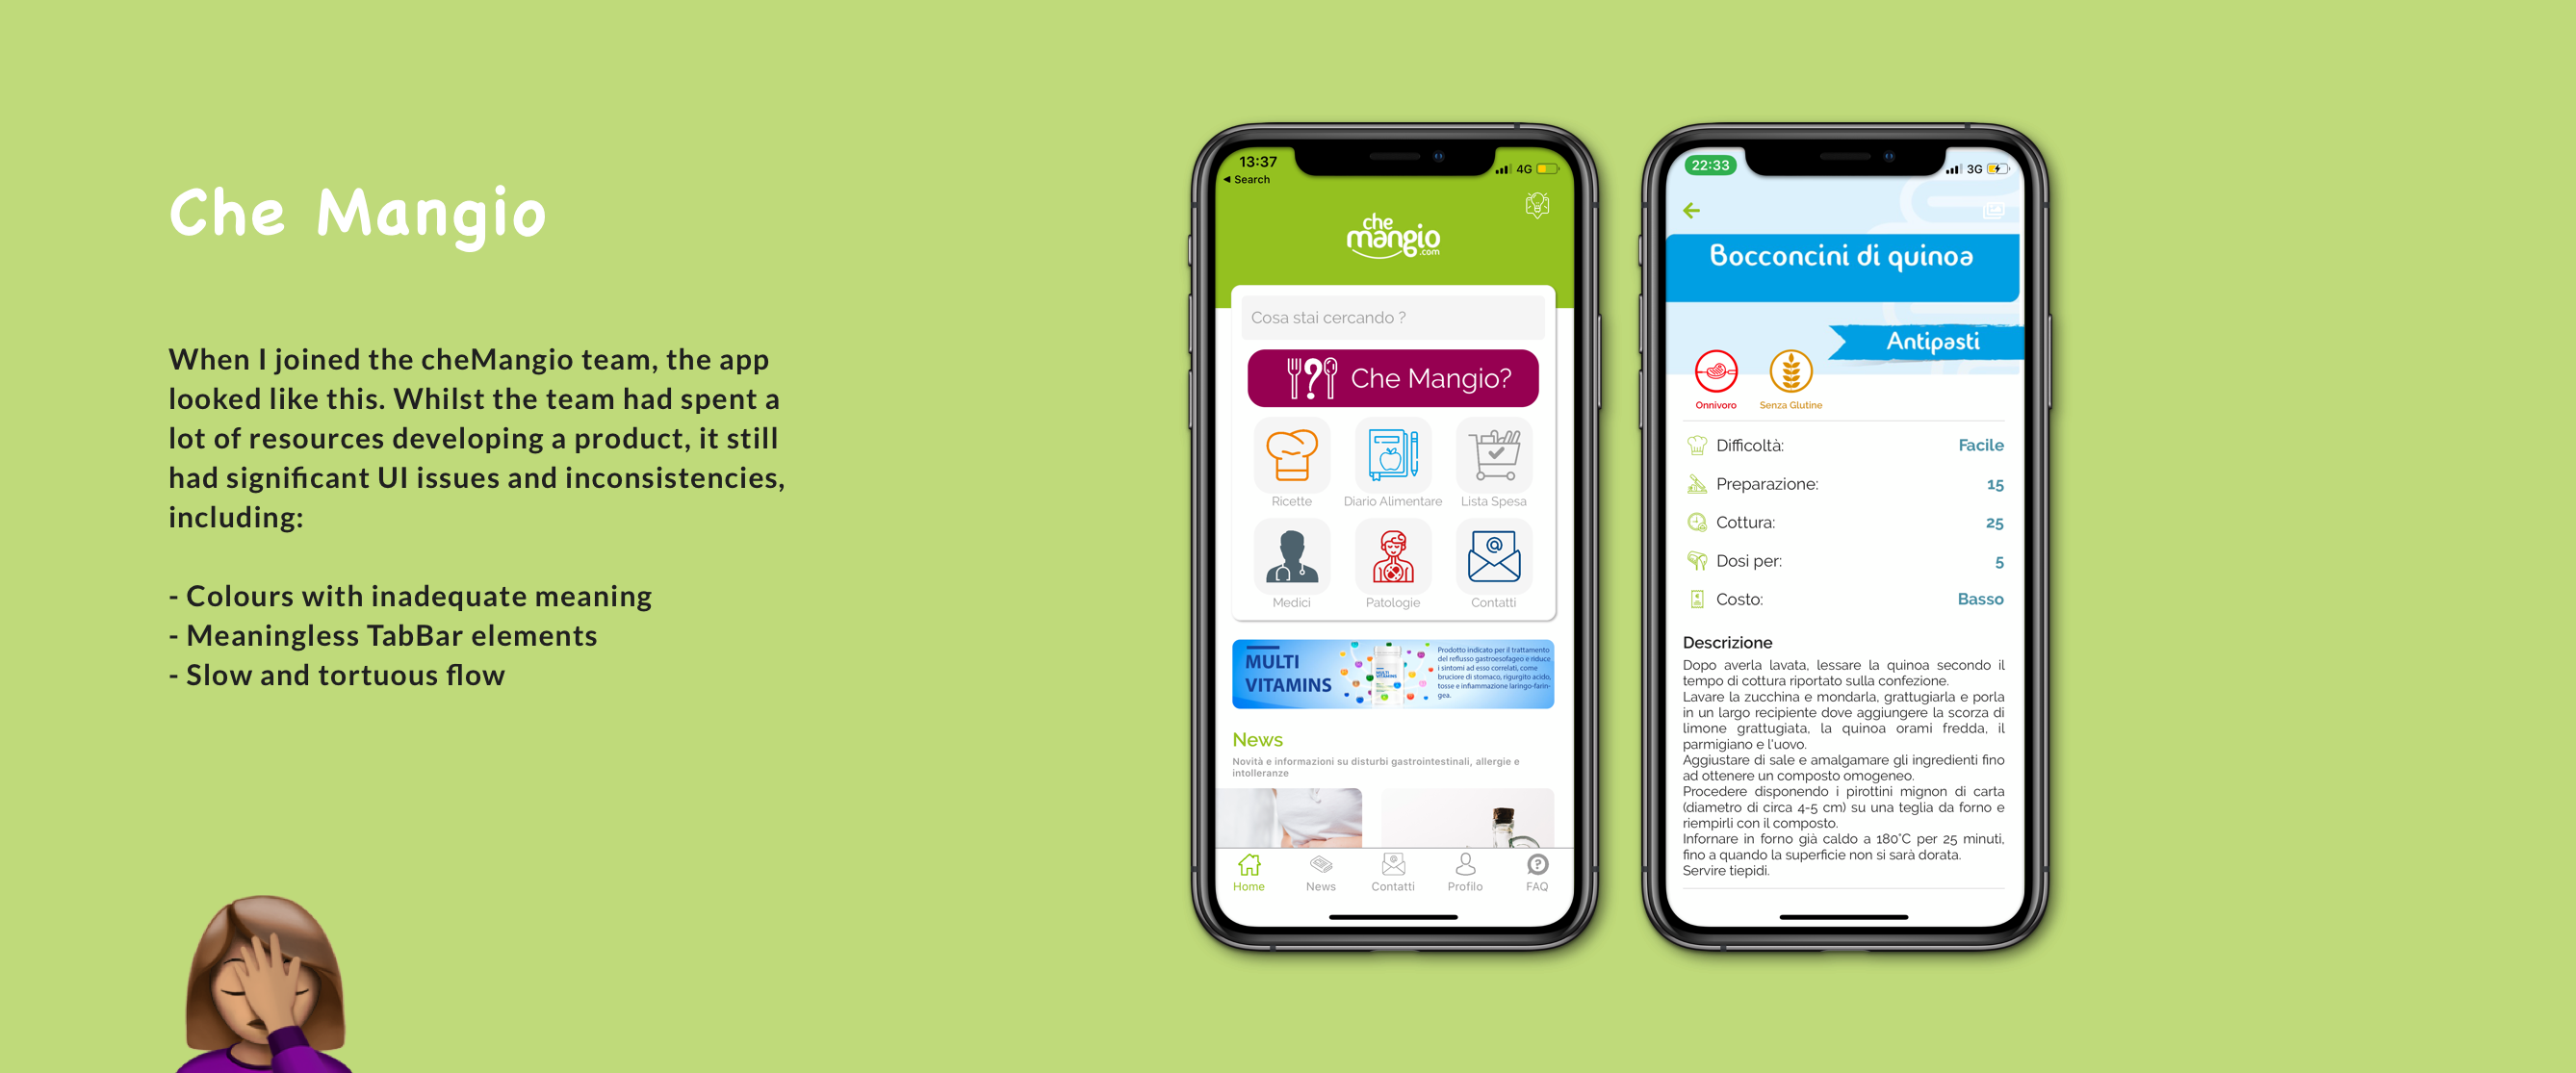 Che Mangio
When I joined the cheMangio team, the app
looked like this. Whilst the team had spent a
lot of resources developing a product, it still
had significant UI issues and inconsistencies,
including:
- Colours with inadequate meaning
- Meaningless TabBar elements
- Slow and tortuous flow
13:37
4G
◀ Search
che
mangio
.com
Cosa stai cercando ?
Che Mangio?
Ricette
Diario Alimentare
Lista Spesa
Medici
Patologie
Contatti
MULTI
VITAMINS
Prodotto indicato per il trattamento
del reflusso gastroesofageo e riduce
i sintomi ad esso correlati, come
bruciore di stomaco, rigurgito acido,
tosse e infiammazione laringo-farin-
gea.
News
Novità e informazioni su disturbi gastrointestinali, allergie e
intolleranze
Home
News
Contatti
Profilo
FAQ
22:33
3G
Bocconcini di quinoa
Antipasti
Onnivoro
Senza Glutine
Difficoltà: Facile
Preparazione: 15
Cottura: 25
Dosi per: 5
Costo: Basso
Descrizione
Dopo averla lavata, lessare la quinoa secondo il
tempo di cottura riportato sulla confezione.
Lavare la zucchina e mondarla, grattugiarla e porla
in un largo recipiente dove aggiungere la scorza di
limone grattugiata, la quinoa orami fredda, il
parmigiano e l'uovo.
Aggiustare di sale e amalgamare gli ingredienti fino
ad ottenere un composto omogeneo.
Procedere disponendo i pirottini mignon di carta
(diametro di circa 4-5 cm) su una teglia da forno e
riempirli con il composto.
Infornare in forno già caldo a 180°C per 25 minuti,
fino a quando la superficie non si sarà dorata.
Servire tiepidi.